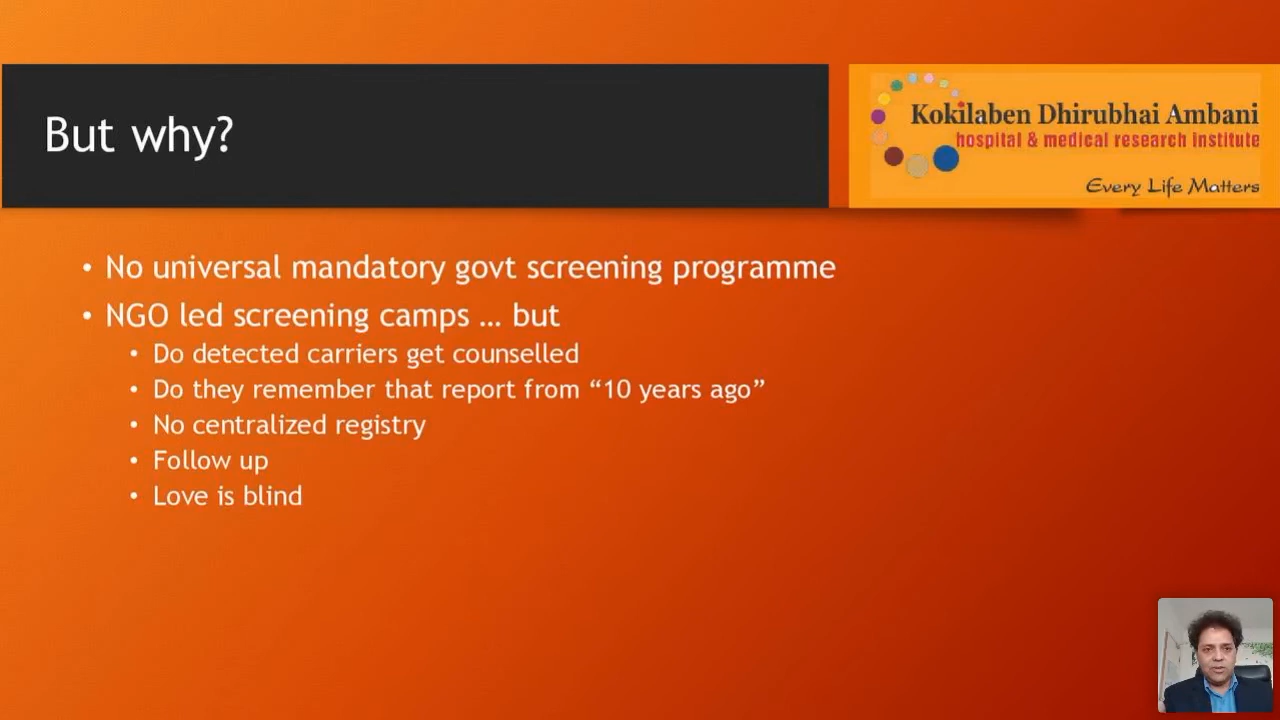 But why?
Kokilaben Dhirubhai Ambani
hospital & medical research institute
Every Life Matters
• No universal mandatory govt screening programme
• NGO led screening camps … but
• Do detected carriers get counselled
• Do they remember that report from “10 years ago”
• No centralized registry
• Follow up
• Love is blind